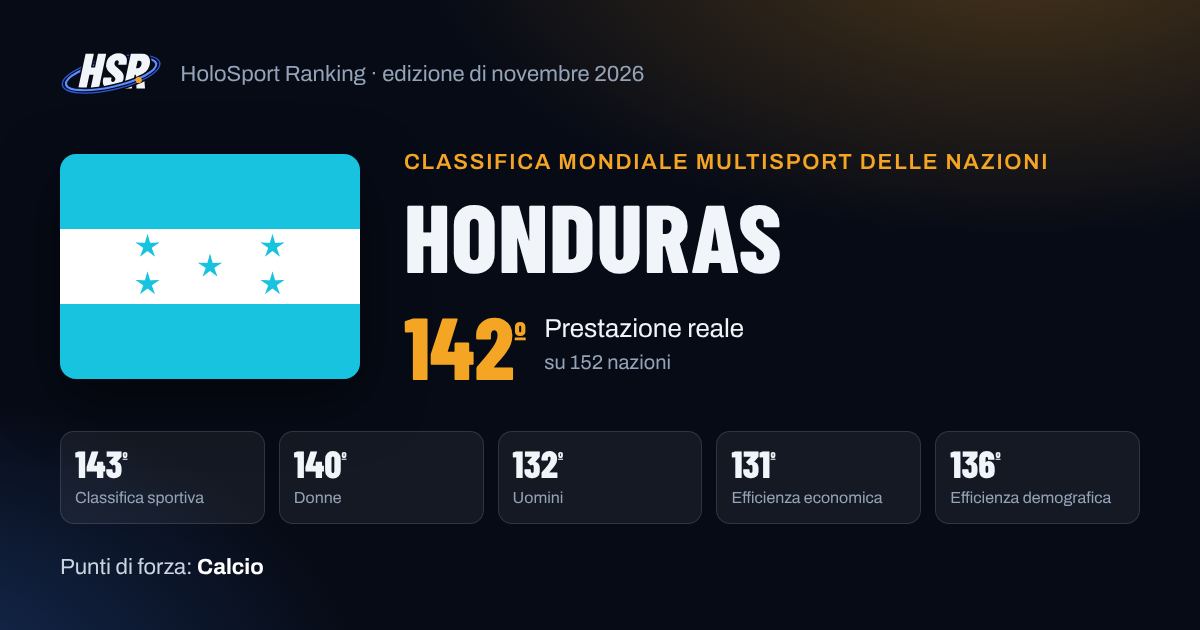 HSR
HoloSport Ranking · edizione di novembre 2026
CLASSIFICA MONDIALE MULTISPORT DELLE NAZIONI
HONDURAS
142º
Prestazione reale
su 152 nazioni
143º
Classifica sportiva
140º
Donne
132º
Uomini
131º
Efficienza economica
136º
Efficienza demografica
Punti di forza: Calcio